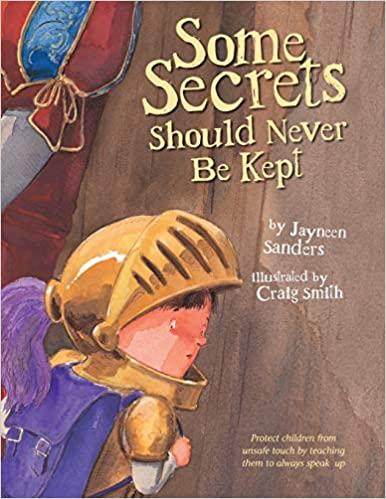 Some
Secrets
Should Never
Be Kept
by Jayneen
Sanders
illustrated by
Craig Smith
Protect children from
unsafe touch by teaching
them to always speak up